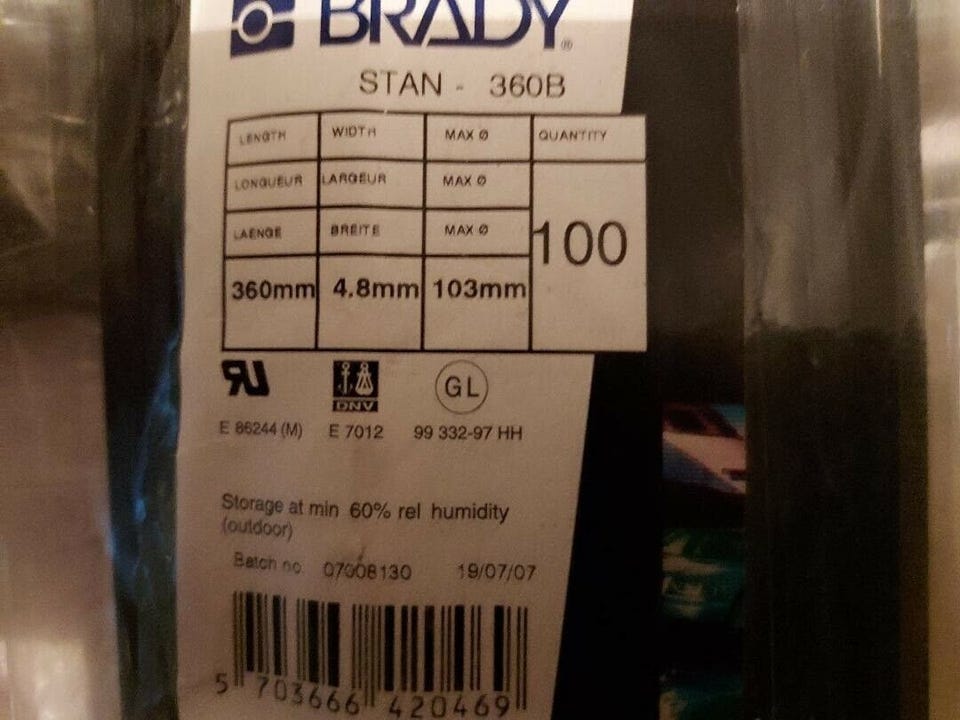 BRADY®
STAN - 360B
LENGTH WIDTH MAX Ø QUANTITY
LONGUEUR LARGEUR MAX Ø
LAENGE BREITE MAX Ø
100
360mm 4.8mm 103mm
RU DNV GL
E 86244 (M) E 7012 99 332-97 HH
Storage at min 60% rel humidity
(outdoor)
Batch no 07008130 19/07/07
5 703666 420469